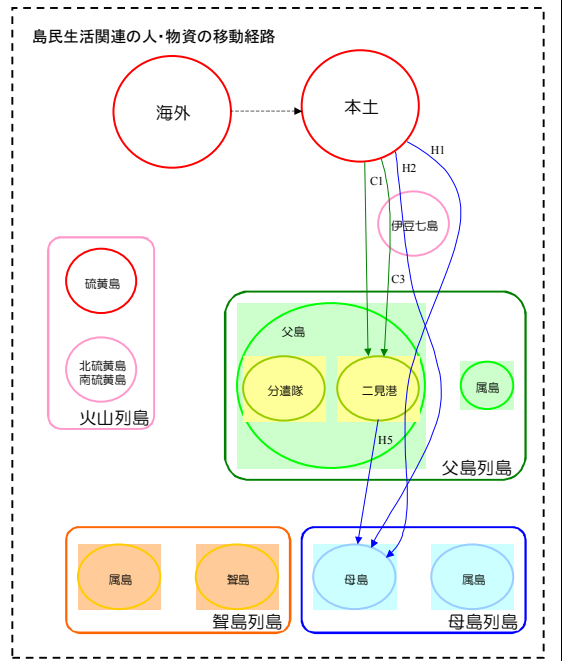 島民生活関連の人・物資の移動経路
海外
本土
H1
H2
C1
伊豆七島
C3
硫黄島
北硫黄島
南硫黄島
火山列島
父島
分遣隊
二見港
属島
H5
父島列島
属島
聟島
聟島列島
母島
属島
母島列島